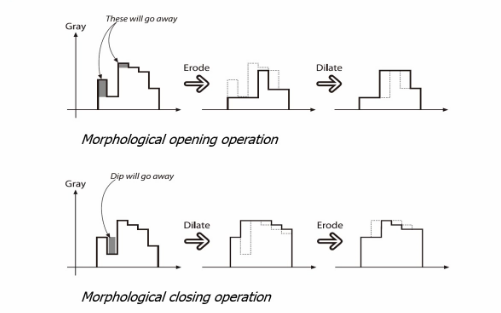 These will go away
Gray
Erode
Dilate
Morphological opening operation
Dip will go away
Gray
Dilate
Erode
Morphological closing operation